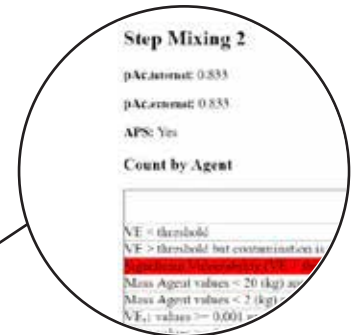 Step Mixing 2
pAc,internal: 0.833
pAc,external: 0.833
APS: Yes
Count by Agent
VE < threshold
VE > threshold but contamination is
Significant Vulnerability (VE
Mass Agent values < 20 (kg)
Mass Agent values < 2 (kg)
values >= 0.001